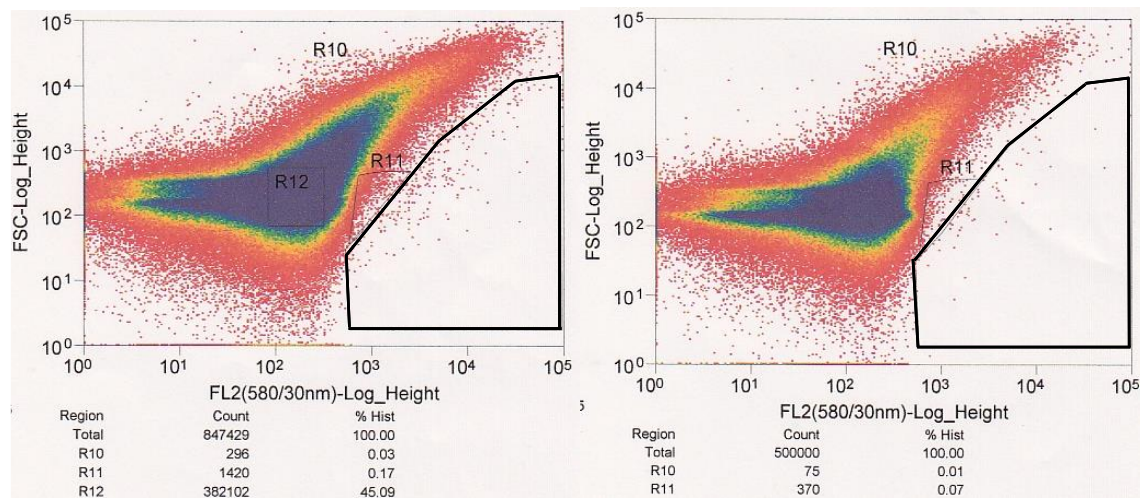 10⁵
10⁴
10³
10²
10¹
10⁰
FSC-Log_Height
R10
R11
R12
10⁰ 10¹ 10² 10³ 10⁴ 10⁵
FL2(580/30nm)-Log_Height
Region Count % Hist
Total 847429 100.00
R10 296 0.03
R11 1420 0.17
R12 382102 45.09
10⁵
10⁴
10³
10²
10¹
10⁰
FSC-Log_Height
R10
R11
10⁰ 10¹ 10² 10³ 10⁴ 10⁵
5
FL2(580/30nm)-Log_Height
Region Count % Hist
Total 500000 100.00
R10 75 0.01
R11 370 0.07